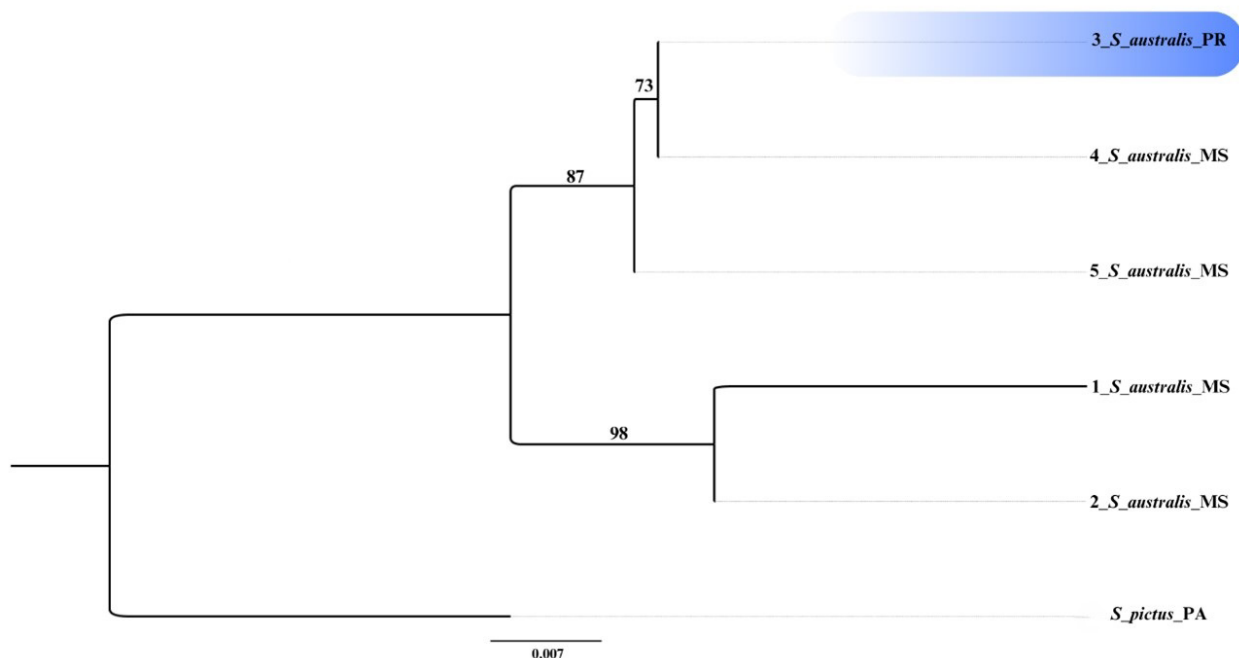 3_S_australis_PR
73
4_S_australis_MS
87
5_S_australis_MS
1_S_australis_MS
98
2_S_australis_MS
S_pictus_PA
0.007